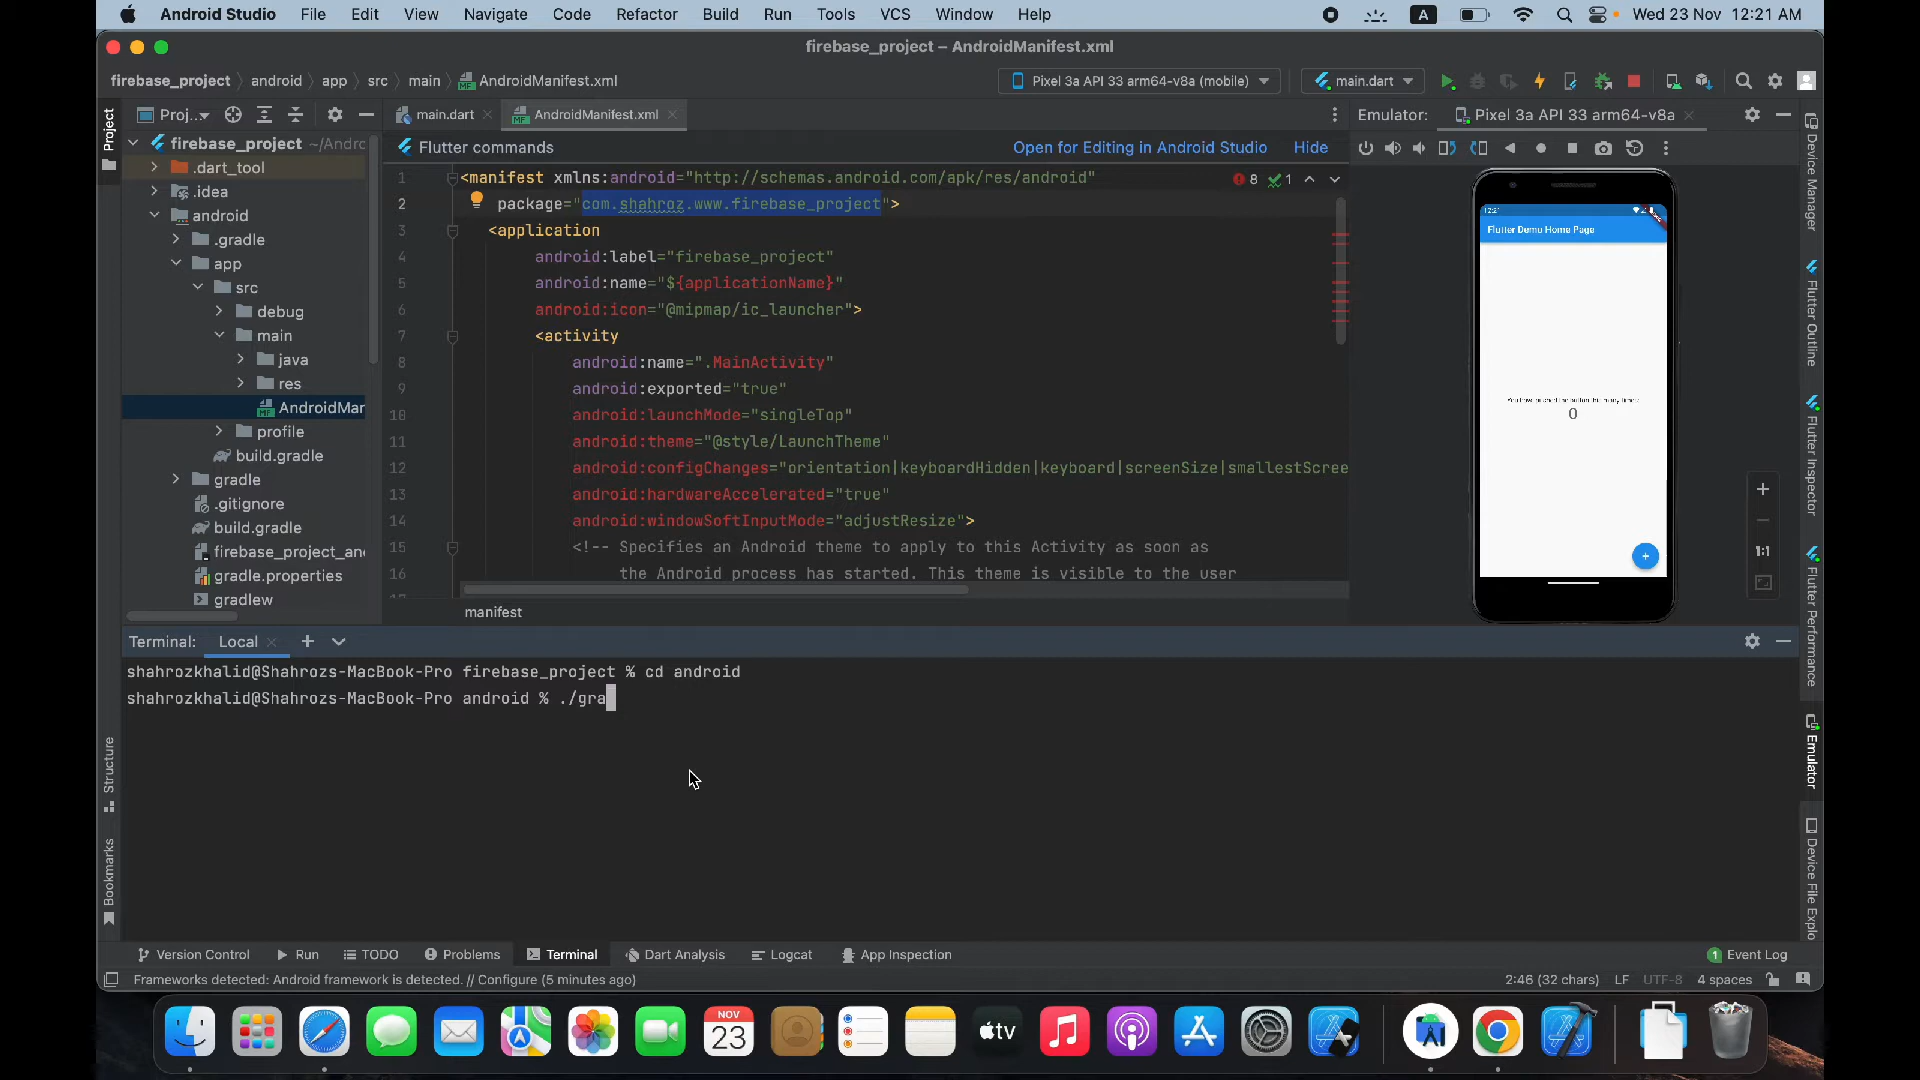 Android Studio File Edit View Navigate Code Refactor Build Run Tools VCS Window Help A Wed 23 Nov 12:21 AM
firebase_project – AndroidManifest.xml
firebase_project android app src main AndroidManifest.xml Pixel 3a API 33 arm64-v8a (mobile) main.dart
Project
Proj...
main.dart
AndroidManifest.xml
Emulator: Pixel 3a API 33 arm64-v8a
firebase_project ~/Andro
.dart_tool
.idea
android
.gradle
app
src
debug
main
java
res
AndroidMar
profile
build.gradle
gradle
.gitignore
build.gradle
firebase_project_an
gradle.properties
gradlew
Flutter commands Open for Editing in Android Studio Hide
8 1
1 <manifest xmlns:android="http://schemas.android.com/apk/res/android"
2 package="com.shahroz.www.firebase_project">
3 <application
4 android:label="firebase_project"
5 android:name="${applicationName}"
6 android:icon="@mipmap/ic_launcher">
7 <activity
8 android:name=".MainActivity"
9 android:exported="true"
10 android:launchMode="singleTop"
11 android:theme="@style/LaunchTheme"
12 android:configChanges="orientation|keyboardHidden|keyboard|screenSize|smallestScree
13 android:hardwareAccelerated="true"
14 android:windowSoftInputMode="adjustResize">
15 <!-- Specifies an Android theme to apply to this Activity as soon as
16 the Android process has started. This theme is visible to the user
manifest
12:21
Flutter Demo Home Page
0
+
1:1
Device Manager
Flutter Outline
Flutter Inspector
Flutter Performance
Emulator
Device File Explo
Terminal: Local
shahrozkhalid@Shahrozs-MacBook-Pro firebase_project % cd android
shahrozkhalid@Shahrozs-MacBook-Pro android % ./gra
Structure
Bookmarks
Version Control Run TODO Problems Terminal Dart Analysis Logcat App Inspection 1 Event Log
Frameworks detected: Android framework is detected. // Configure (5 minutes ago) 2:46 (32 chars) LF UTF-8 4 spaces
NOV
23
tv